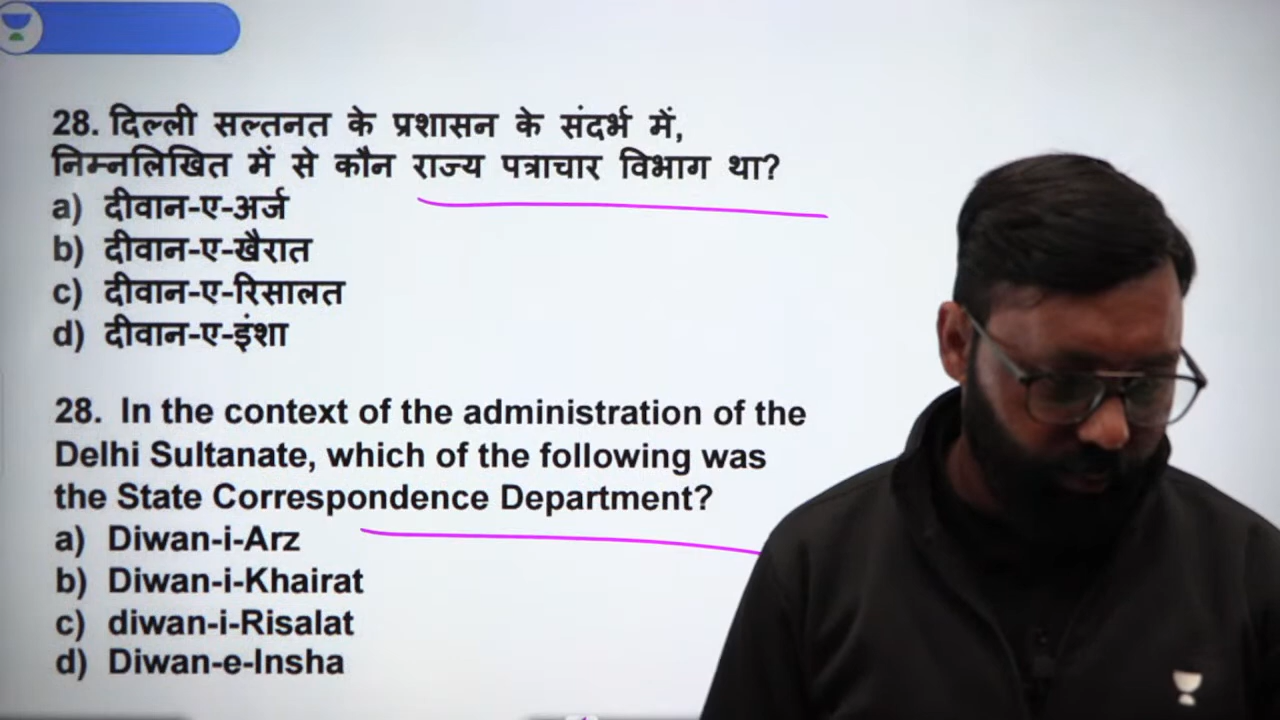 28. दिल्ली सल्तनत के प्रशासन के संदर्भ में,
निम्नलिखित में से कौन राज्य पत्राचार विभाग था?
a) दीवान-ए-अर्ज
b) दीवान-ए-खैरात
c) दीवान-ए-रिसालत
d) दीवान-ए-इंशा
28. In the context of the administration of the
Delhi Sultanate, which of the following was
the State Correspondence Department?
a) Diwan-i-Arz
b) Diwan-i-Khairat
c) diwan-i-Risalat
d) Diwan-e-Insha